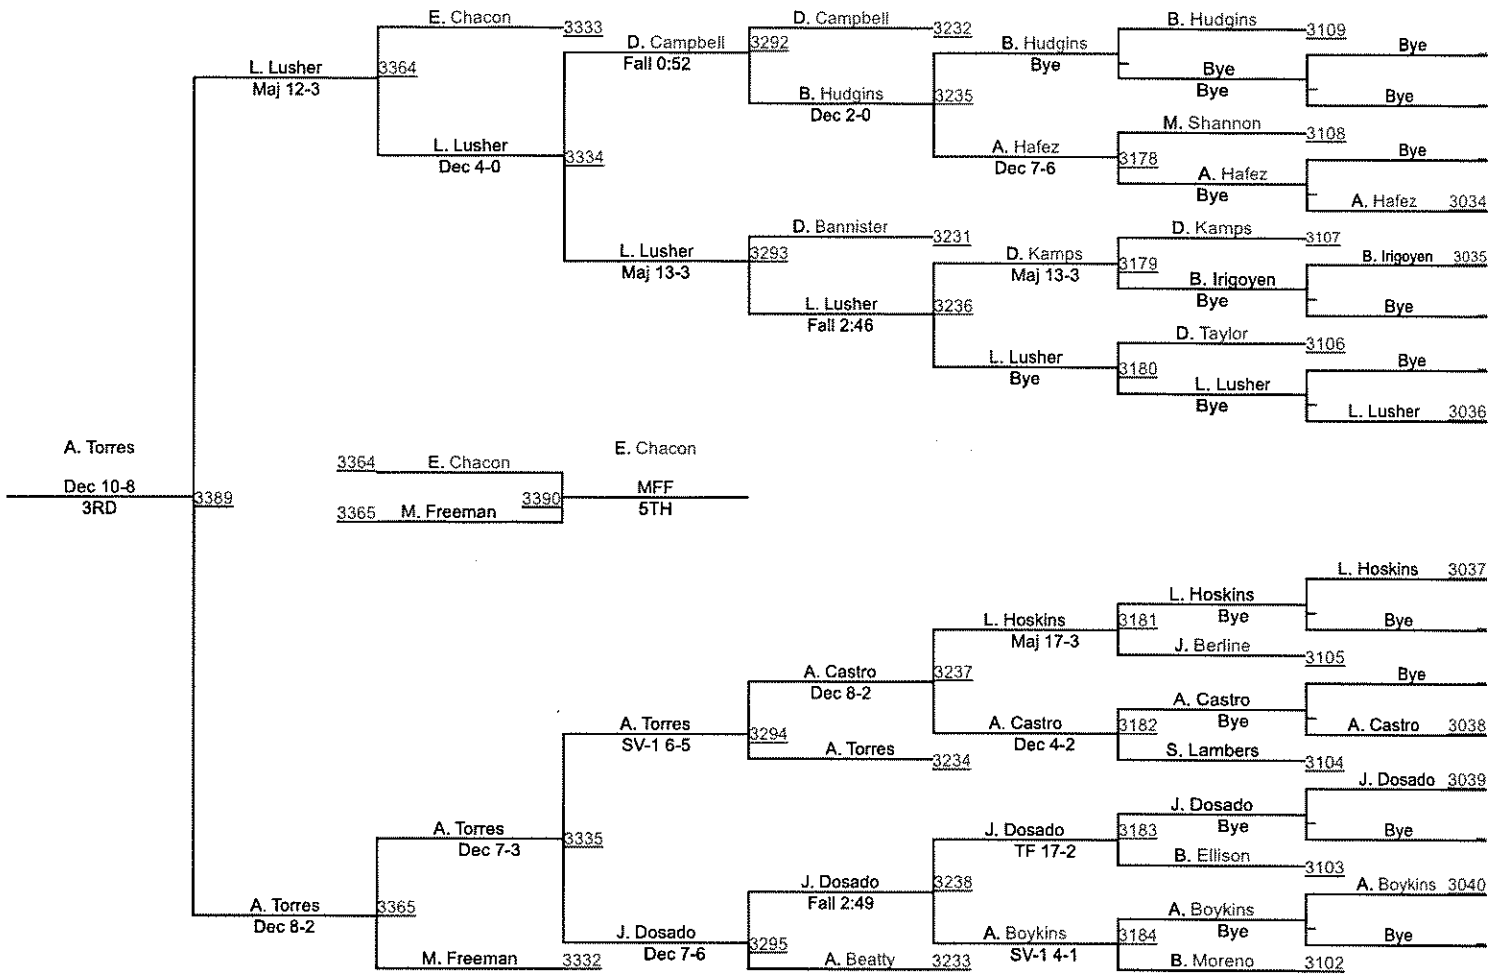 E. Chacon 3333
D. Campbell 3232
B. Hudgins 3109
D. Campbell 3292
Fall 0:52
B. Hudgins
Bye
Bye
L. Lusher 3364
Maj 12-3
Bye
Bye
B. Hudgins 3235
Dec 2-0
Bye
M. Shannon 3108
L. Lusher 3334
Dec 4-0
A. Hafez 3178
Dec 7-6
Bye
A. Hafez
Bye
A. Hafez 3034
D. Bannister 3231
D. Kamps 3107
L. Lusher 3293
Maj 13-3
D. Kamps 3179
Maj 13-3
B. Irigoyen 3035
B. Irigoyen
Bye
L. Lusher 3236
Fall 2:46
Bye
D. Taylor 3106
L. Lusher 3180
Bye
Bye
L. Lusher
Bye
L. Lusher 3036
A. Torres
E. Chacon
3364 E. Chacon
Dec 10-8
3RD
3389
3390
MFF
5TH
3365 M. Freeman
L. Hoskins 3037
L. Hoskins
Bye
L. Hoskins 3181
Maj 17-3
Bye
J. Berline 3105
A. Castro 3237
Dec 8-2
Bye
A. Castro
Bye
A. Torres 3294
SV-1 6-5
A. Castro 3182
Dec 4-2
A. Castro 3038
A. Torres 3234
S. Lambers 3104
J. Dosado 3039
J. Dosado
Bye
A. Torres 3335
Dec 7-3
J. Dosado 3183
TF 17-2
Bye
B. Ellison 3103
J. Dosado 3238
Fall 2:49
A. Boykins 3040
A. Torres 3365
Dec 8-2
A. Boykins
Bye
J. Dosado 3295
Dec 7-6
A. Boykins 3184
SV-1 4-1
Bye
M. Freeman 3332
A. Beatty 3233
B. Moreno 3102